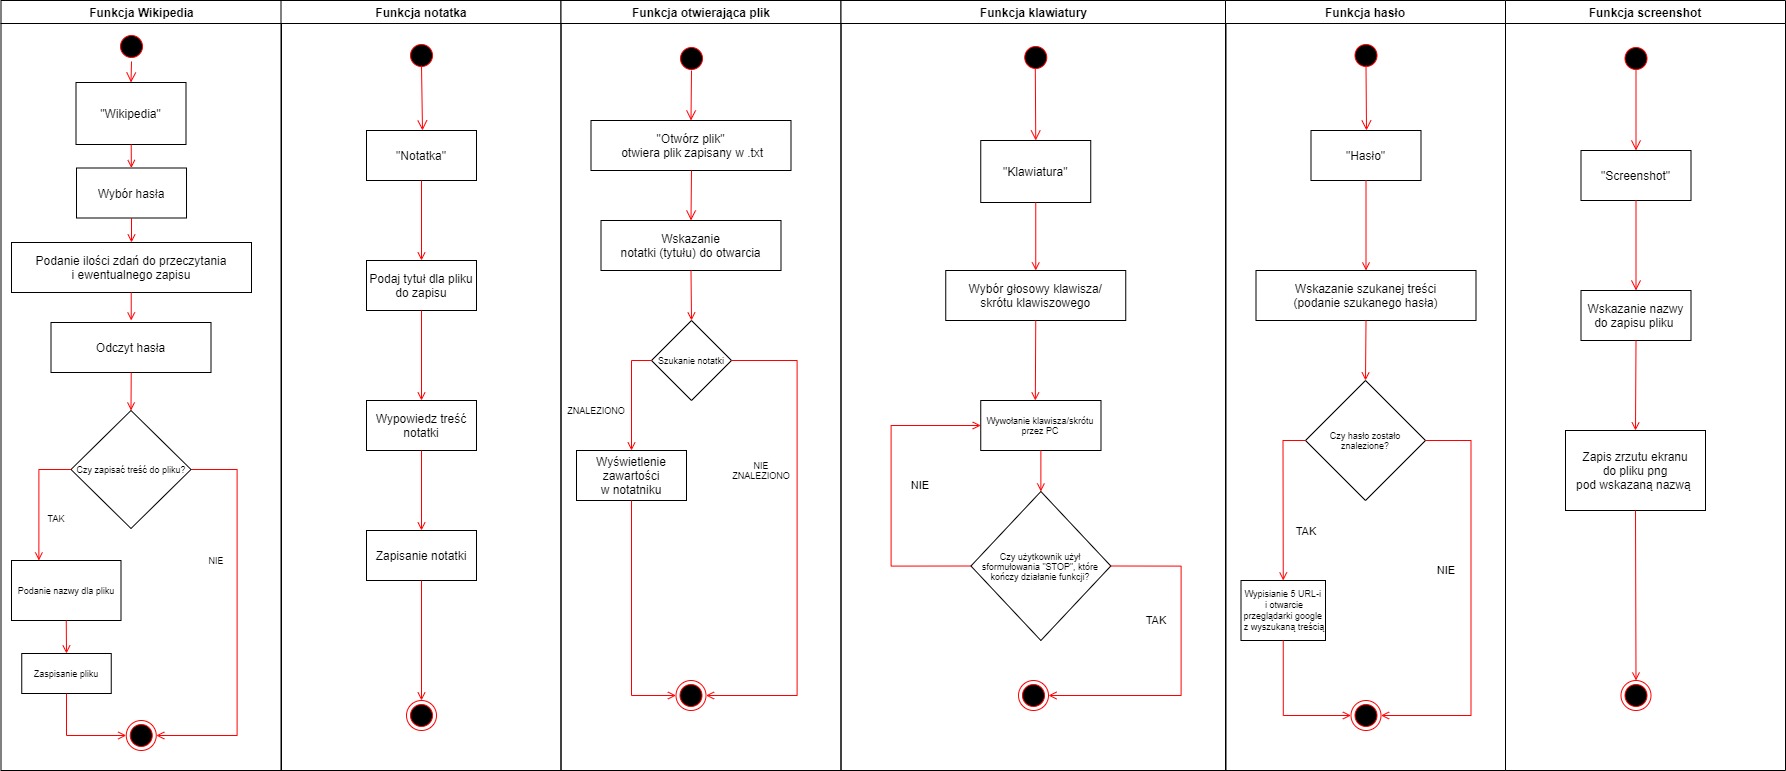 Funkcja Wikipedia
"Wikipedia"
Wybór hasła
Podanie ilości zdań do przeczytania
i ewentualnego zapisu
Odczyt hasła
Czy zapisać treść do pliku?
TAK
NIE
Podanie nazwy dla pliku
Zaspisanie pliku
Funkcja notatka
"Notatka"
Podaj tytuł dla pliku
do zapisu
Wypowiedz treść
notatki
Zapisanie notatki
Funkcja otwierająca plik
"Otwórz plik"
otwiera plik zapisany w .txt
Wskazanie
notatki (tytułu) do otwarcia
Szukanie notatki
ZNALEZIONO
NIE
ZNALEZIONO
Wyświetlenie
zawartości
w notatniku
Funkcja klawiatury
"Klawiatura"
Wybór głosowy klawisza/
skrótu klawiszowego
Wywołanie klawisza/skrótu
przez PC
NIE
Czy użytkownik użył
sformułowania "STOP", które
kończy działanie funkcji?
TAK
Funkcja hasło
"Hasło"
Wskazanie szukanej treści
(podanie szukanego hasła)
Czy hasło zostało
znalezione?
TAK
NIE
Wypisianie 5 URL-i
i otwarcie
przeglądarki google
z wyszukaną treścią
Funkcja screenshot
"Screenshot"
Wskazanie nazwy
do zapisu pliku
Zapis zrzutu ekranu
do pliku png
pod wskazaną nazwą